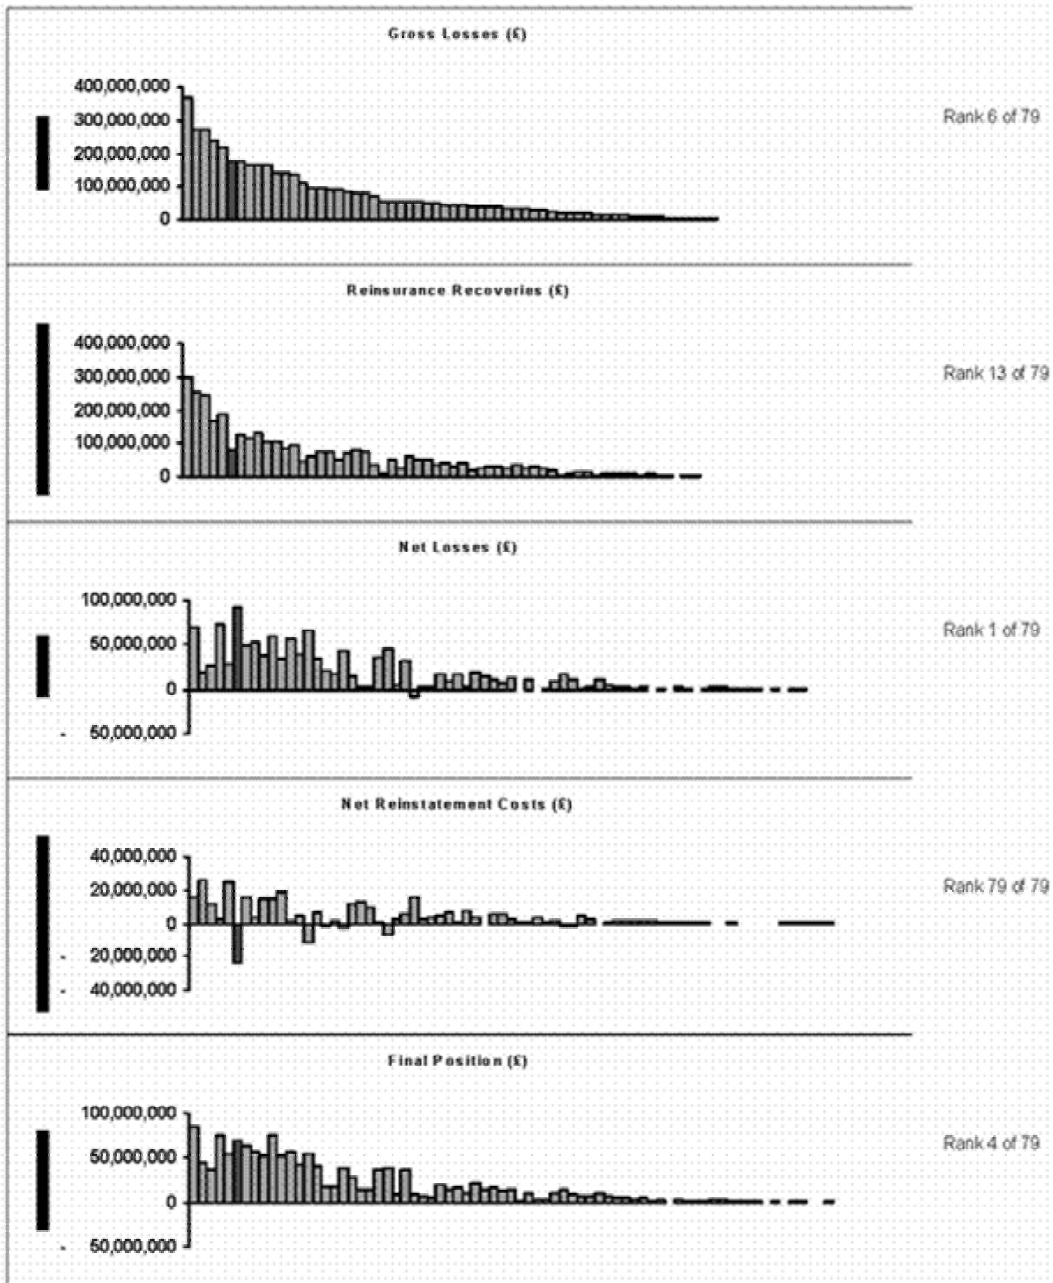 Gross Losses (£)
400,000,000
300,000,000
200,000,000
100,000,000
0
Rank 6 of 79
Reinsurance Recoveries (£)
400,000,000
300,000,000
200,000,000
100,000,000
0
Rank 13 of 79
Net Losses (£)
100,000,000
50,000,000
0
- 50,000,000
Rank 1 of 79
Net Reinstatement Costs (£)
40,000,000
20,000,000
0
- 20,000,000
- 40,000,000
Rank 79 of 79
Final Position (£)
100,000,000
50,000,000
0
- 50,000,000
Rank 4 of 79